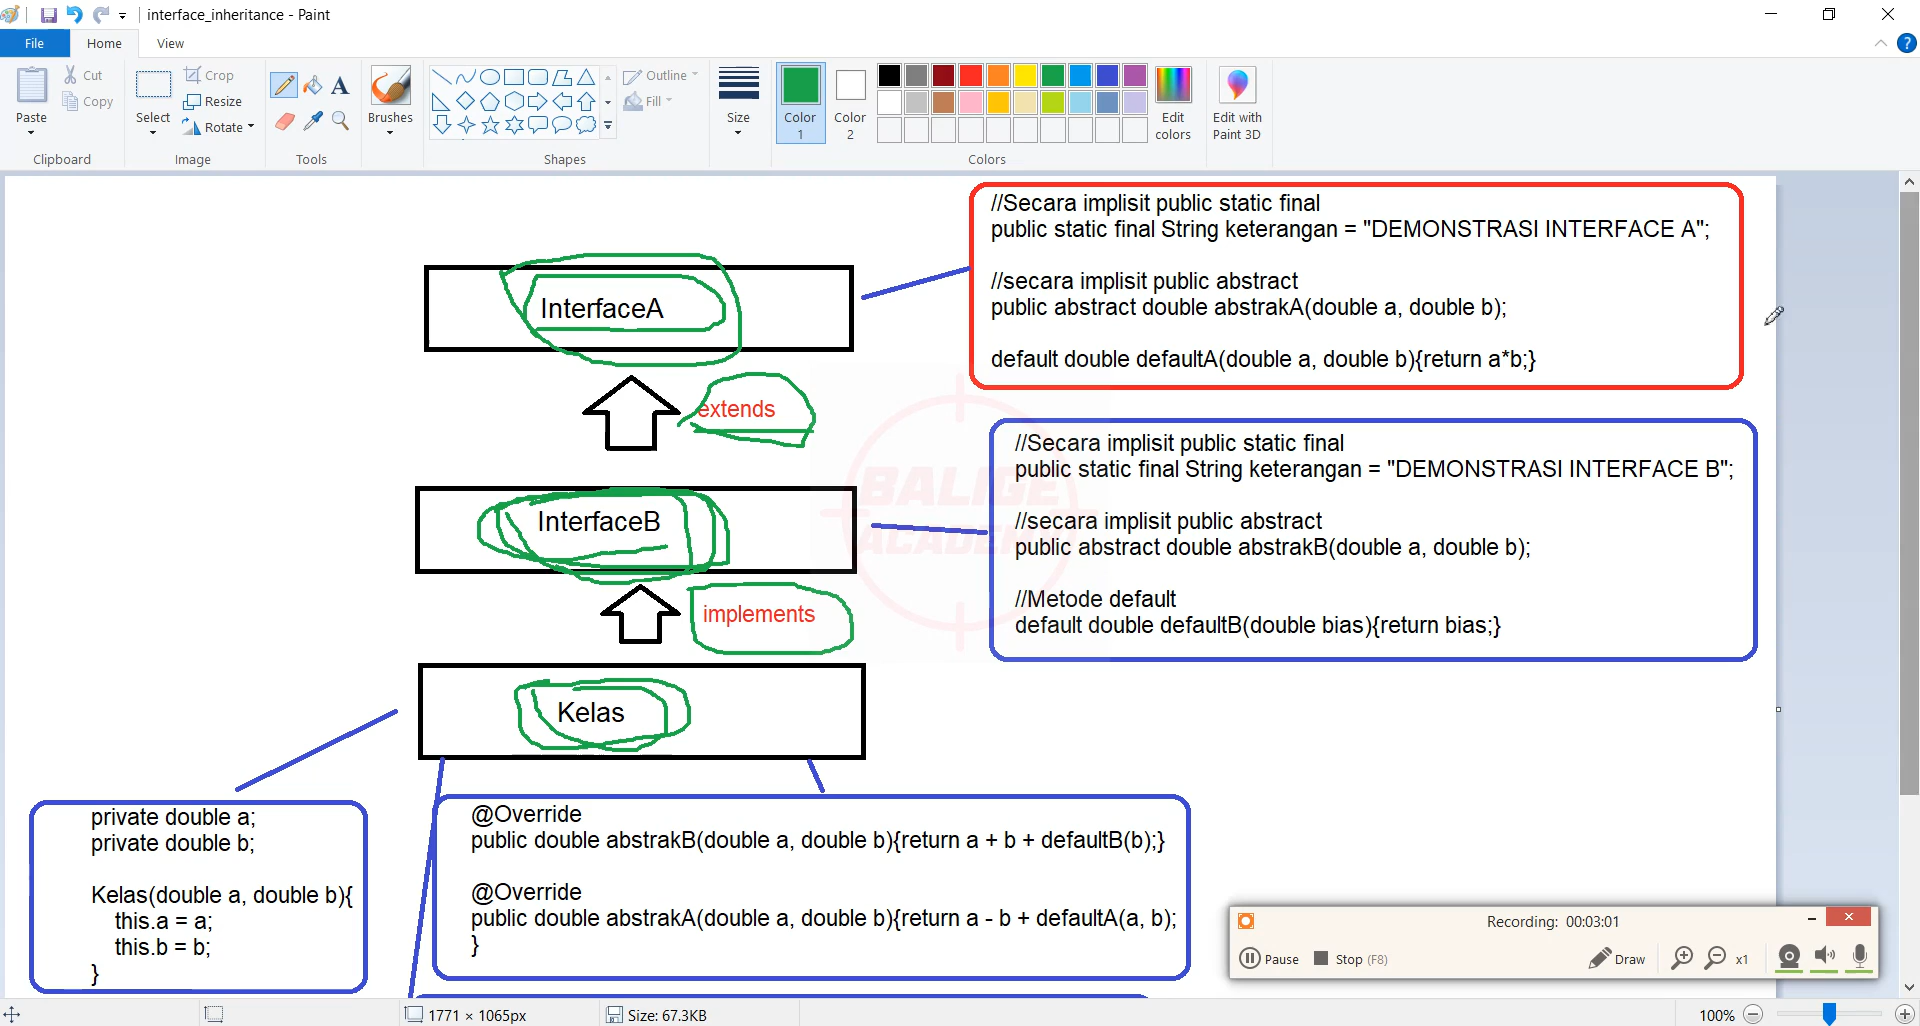 interface_inheritance - Paint
File
Home
View
Paste
Cut
Copy
Clipboard
Select
Crop
Resize
Rotate
Image
Tools
Brushes
Shapes
Outline
Fill
Size
Color
1
Color
2
Colors
Edit
colors
Edit with
Paint 3D
//Secara implisit public static final
public static final String keterangan = "DEMONSTRASI INTERFACE A";
//secara implisit public abstract
public abstract double abstrakA(double a, double b);
default double defaultA(double a, double b){return a*b;}
InterfaceA
extends
//Secara implisit public static final
public static final String keterangan = "DEMONSTRASI INTERFACE B";
//secara implisit public abstract
public abstract double abstrakB(double a, double b);
//Metode default
default double defaultB(double bias){return bias;}
InterfaceB
BALIGE
ACADEMY
implements
Kelas
private double a;
private double b;
Kelas(double a, double b){
this.a = a;
this.b = b;
}
@Override
public double abstrakB(double a, double b){return a + b + defaultB(b);}
@Override
public double abstrakA(double a, double b){return a - b + defaultA(a, b);
}
Recording: 00:03:01
Pause
Stop (F8)
Draw
x1
1771 × 1065px
Size: 67.3KB
100%